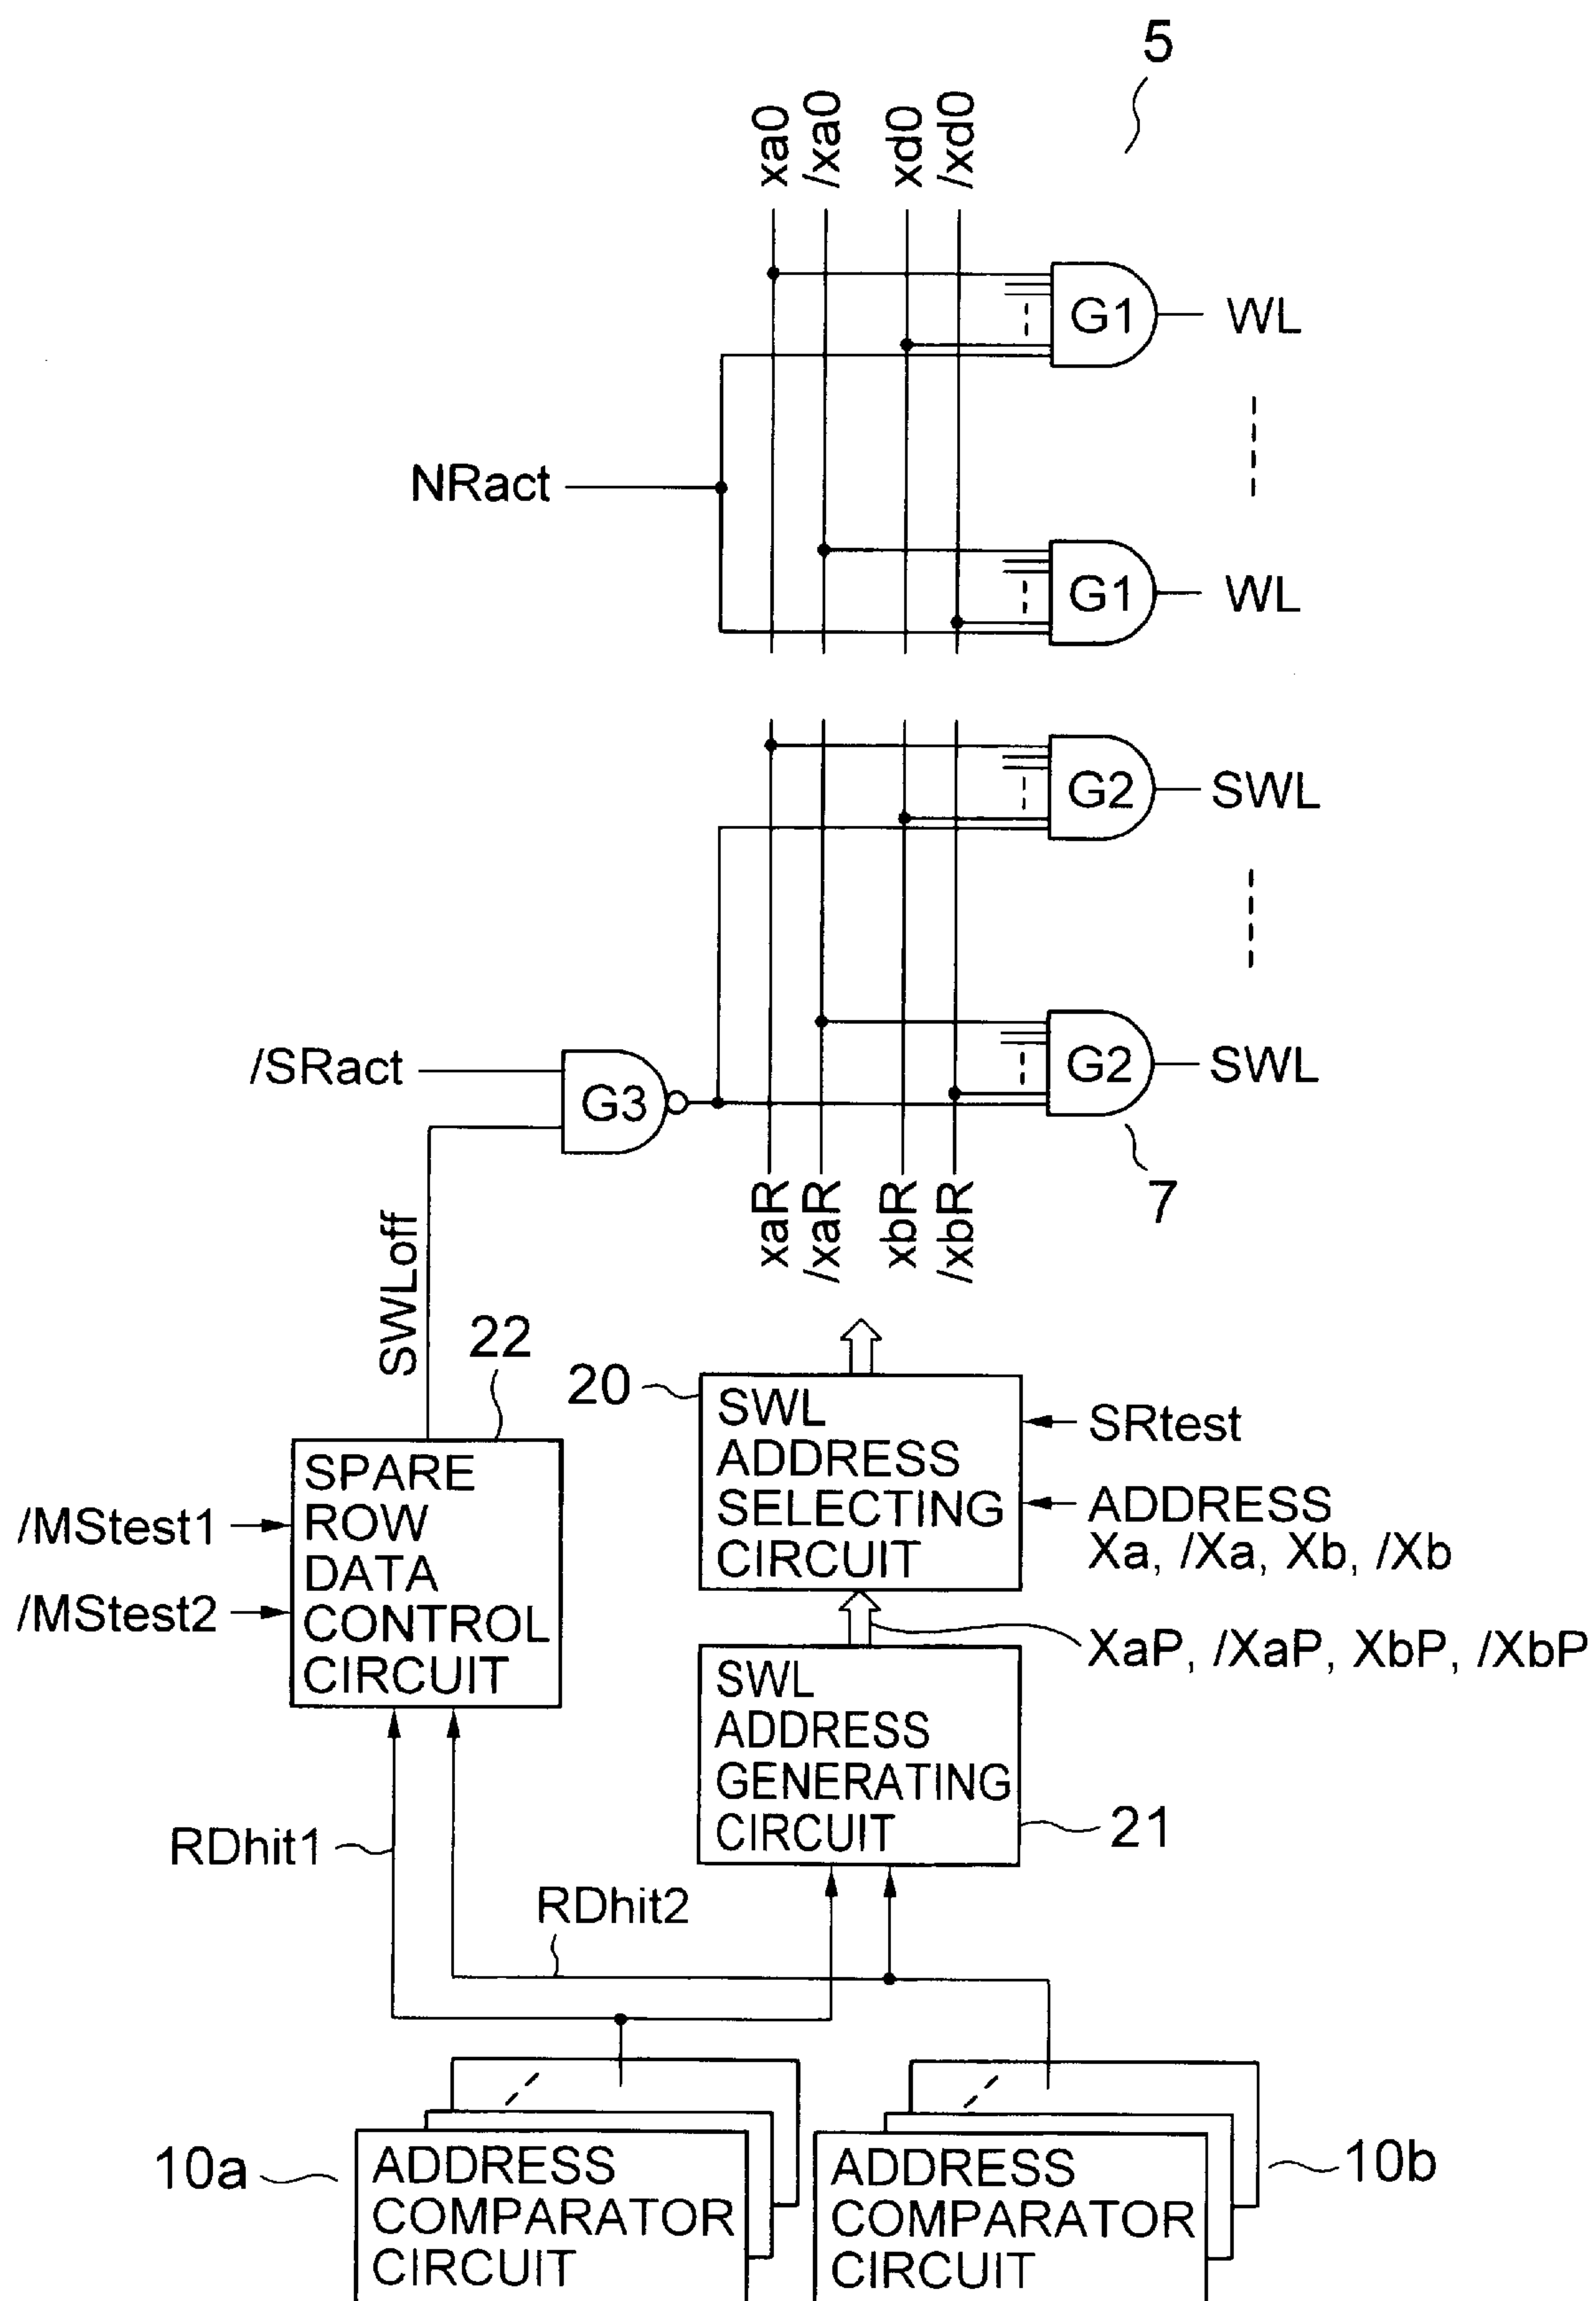 5
xa0
/xa0
xd0
/xd0
G1
WL
NRact
G1
WL
G2
SWL
/SRact
G3
G2
SWL
7
xaR
/xaR
xbR
/xbR
SWLoff
22
20
SWL
ADDRESS
SELECTING
CIRCUIT
SRtest
ADDRESS
Xa, /Xa, Xb, /Xb
SPARE
ROW
DATA
CONTROL
CIRCUIT
/MStest1
/MStest2
XaP, /XaP, XbP, /XbP
SWL
ADDRESS
GENERATING
CIRCUIT
21
RDhit1
RDhit2
10a
ADDRESS
COMPARATOR
CIRCUIT
ADDRESS
COMPARATOR
CIRCUIT
10b